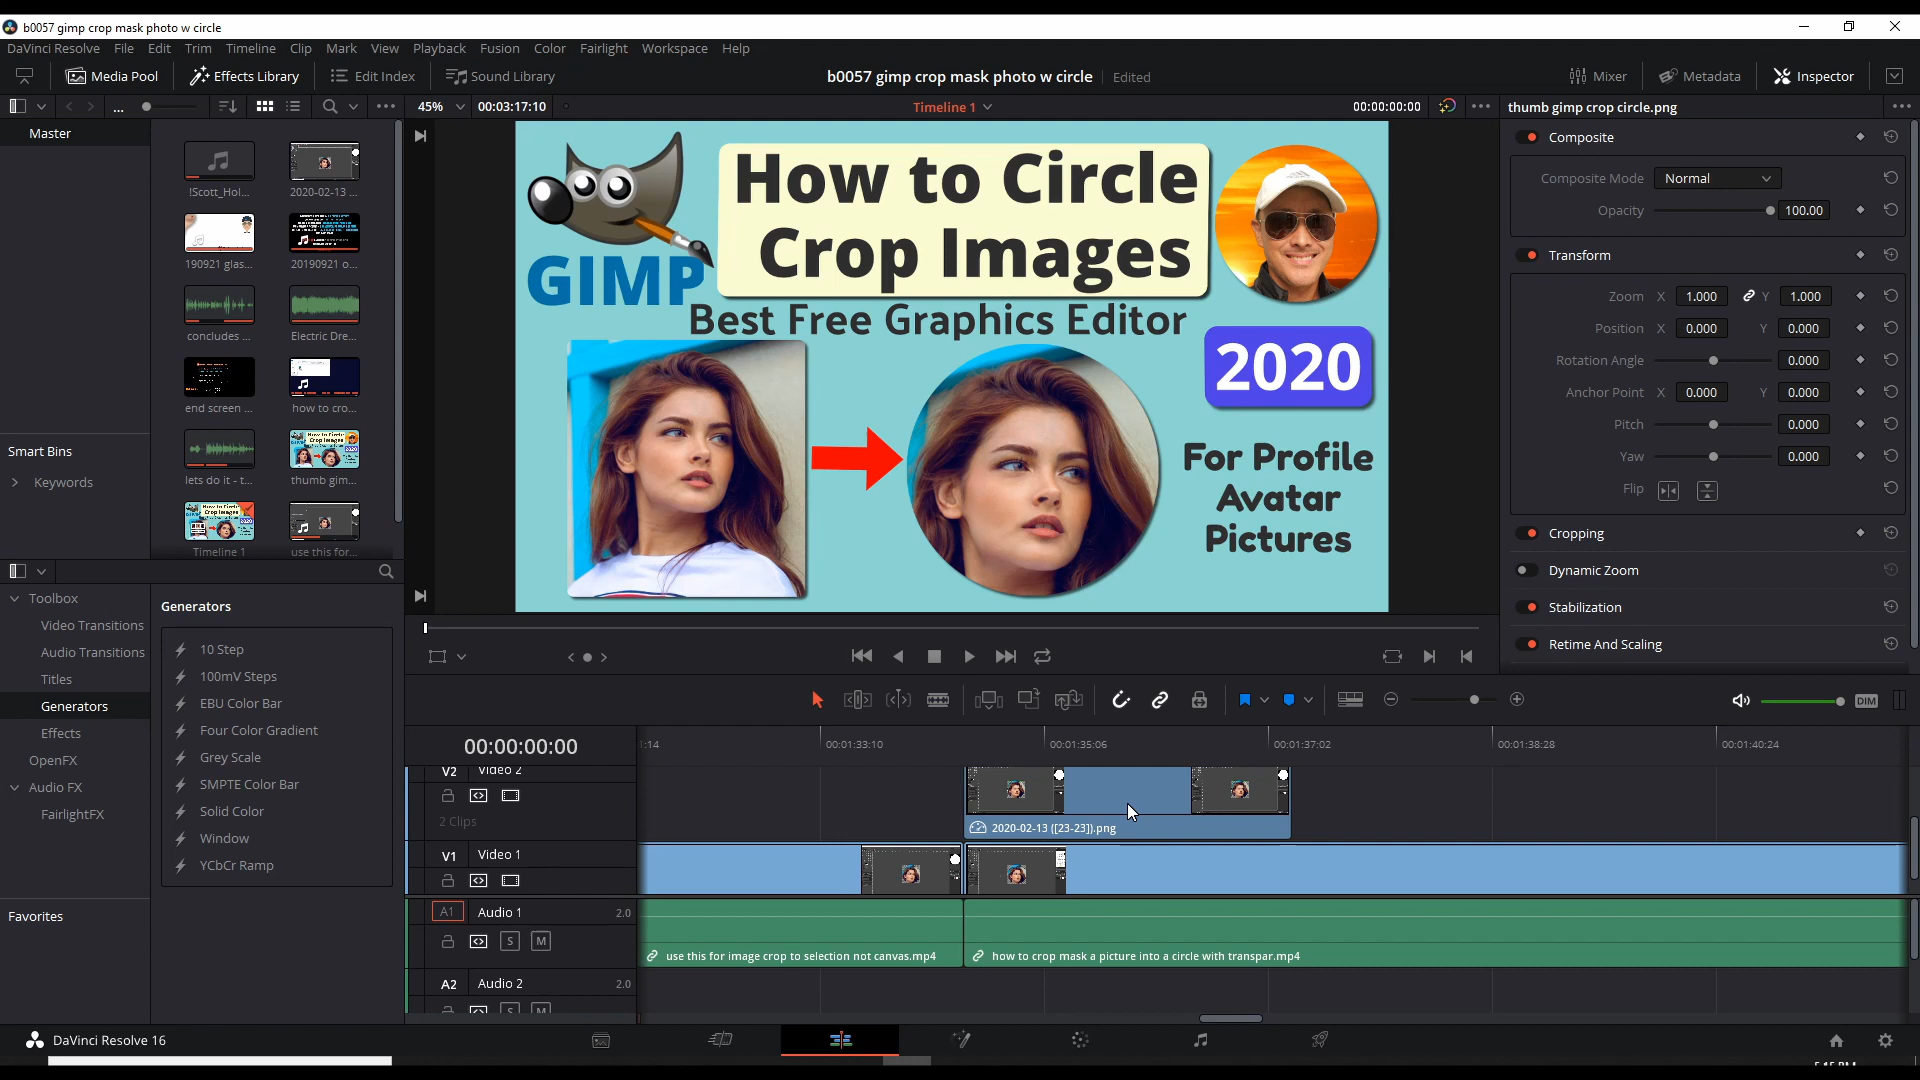 b0057 gimp crop mask photo w circle
DaVinci Resolve File Edit Trim Timeline Clip Mark View Playback Fusion Color Fairlight Workspace Help
Media Pool Effects Library Edit Index Sound Library b0057 gimp crop mask photo w circle Edited Mixer Metadata Inspector
... 45% 00:03:17:10 Timeline 1 00:00:00:00 thumb gimp crop circle.png
Master
!Scott_Hol... 2020-02-13 ...
190921 glas... 20190921 o...
concludes ... Electric Dre...
end screen ... how to cro...
lets do it - t... thumb gim...
Timeline 1 use this for...
Smart Bins
Keywords
How to Circle
Crop Images
GIMP
Best Free Graphics Editor
2020
For Profile
Avatar
Pictures
Composite
Composite Mode Normal
Opacity 100.00
Transform
Zoom X 1.000 Y 1.000
Position X 0.000 Y 0.000
Rotation Angle 0.000
Anchor Point X 0.000 Y 0.000
Pitch 0.000
Yaw 0.000
Flip
Cropping
Dynamic Zoom
Stabilization
Retime And Scaling
Toolbox
Video Transitions
Audio Transitions
Titles
Generators
Effects
OpenFX
Audio FX
FairlightFX
Favorites
Generators
10 Step
100mV Steps
EBU Color Bar
Four Color Gradient
Grey Scale
SMPTE Color Bar
Solid Color
Window
YCbCr Ramp
DIM
00:00:00:00 1:14 00:01:33:10 00:01:35:06 00:01:37:02 00:01:38:28 00:01:40:24
V2 Video 2
2 Clips
2020-02-13 ([23-23]).png
V1 Video 1
A1 Audio 1 2.0
S M
use this for image crop to selection not canvas.mp4 how to crop mask a picture into a circle with transpar.mp4
A2 Audio 2 2.0
S M
DaVinci Resolve 16